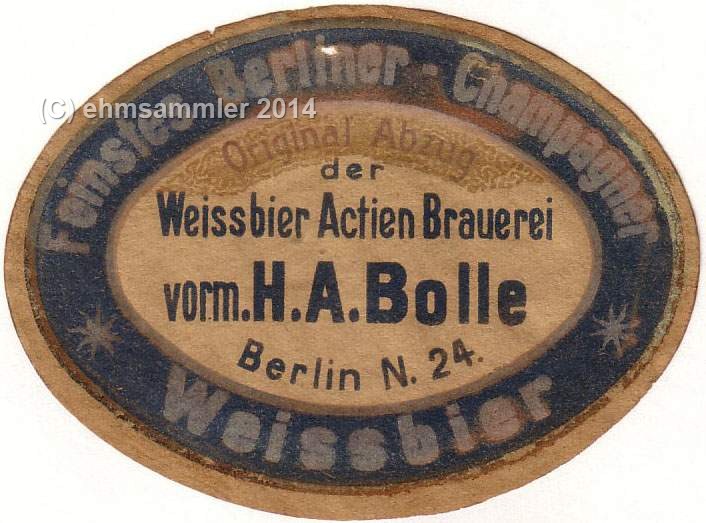 Feinstes Berliner - Champagner
(C) ehmsammler 2014
Original Abzug
der
Weissbier Actien Brauerei
vorm. H. A. Bolle
Berlin N. 24.
Weissbier